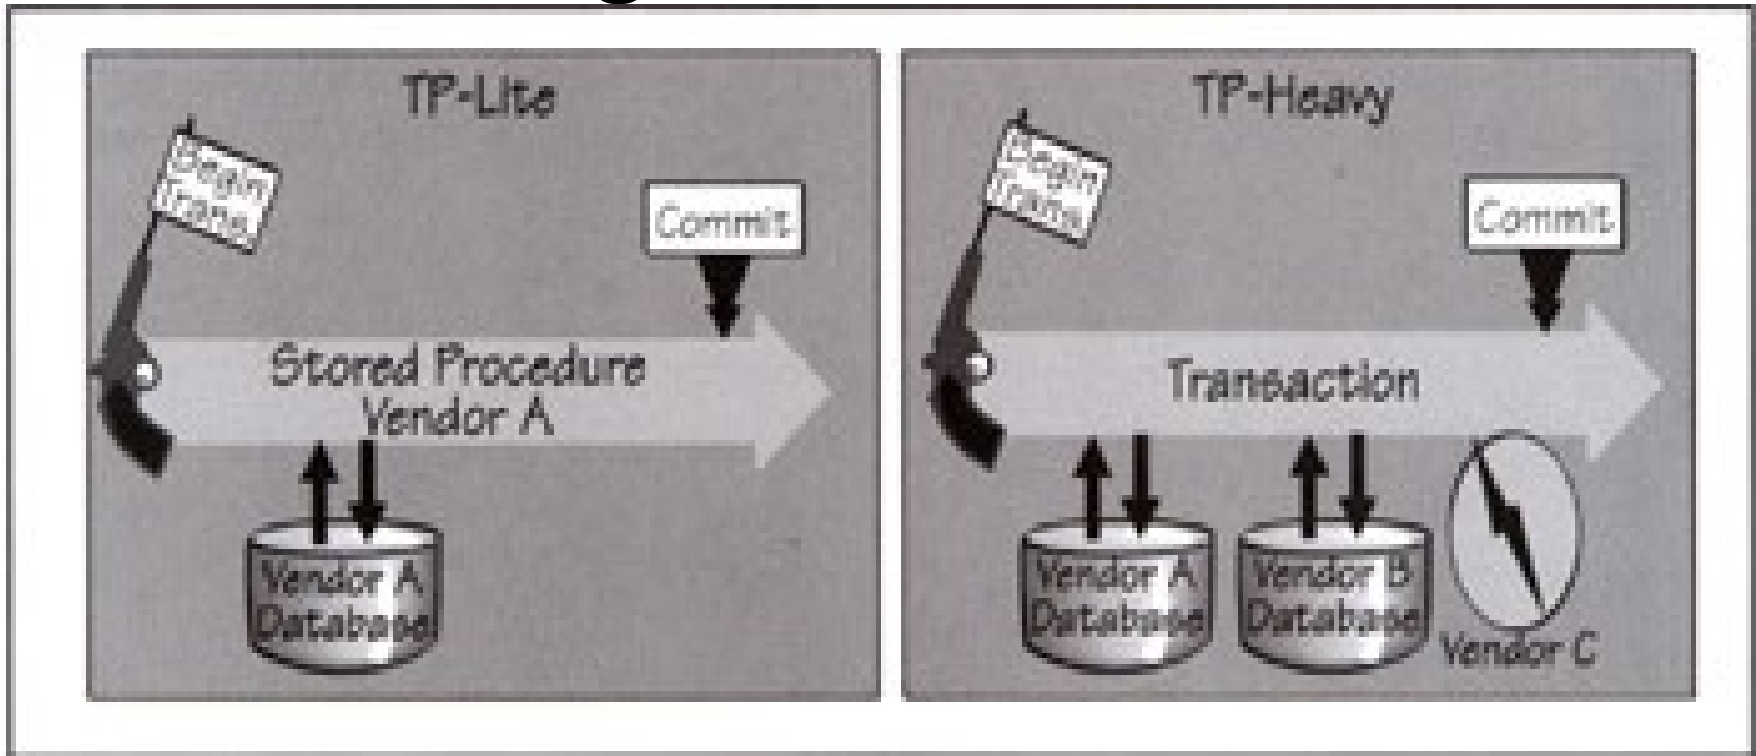 TP-Lite
Begin
Trans.
Commit
Stored Procedure
Vendor A
Vendor A
Database
TP-Heavy
Begin
Trans.
Commit
Transaction
Vendor A
Database
Vendor B
Database
Vendor C